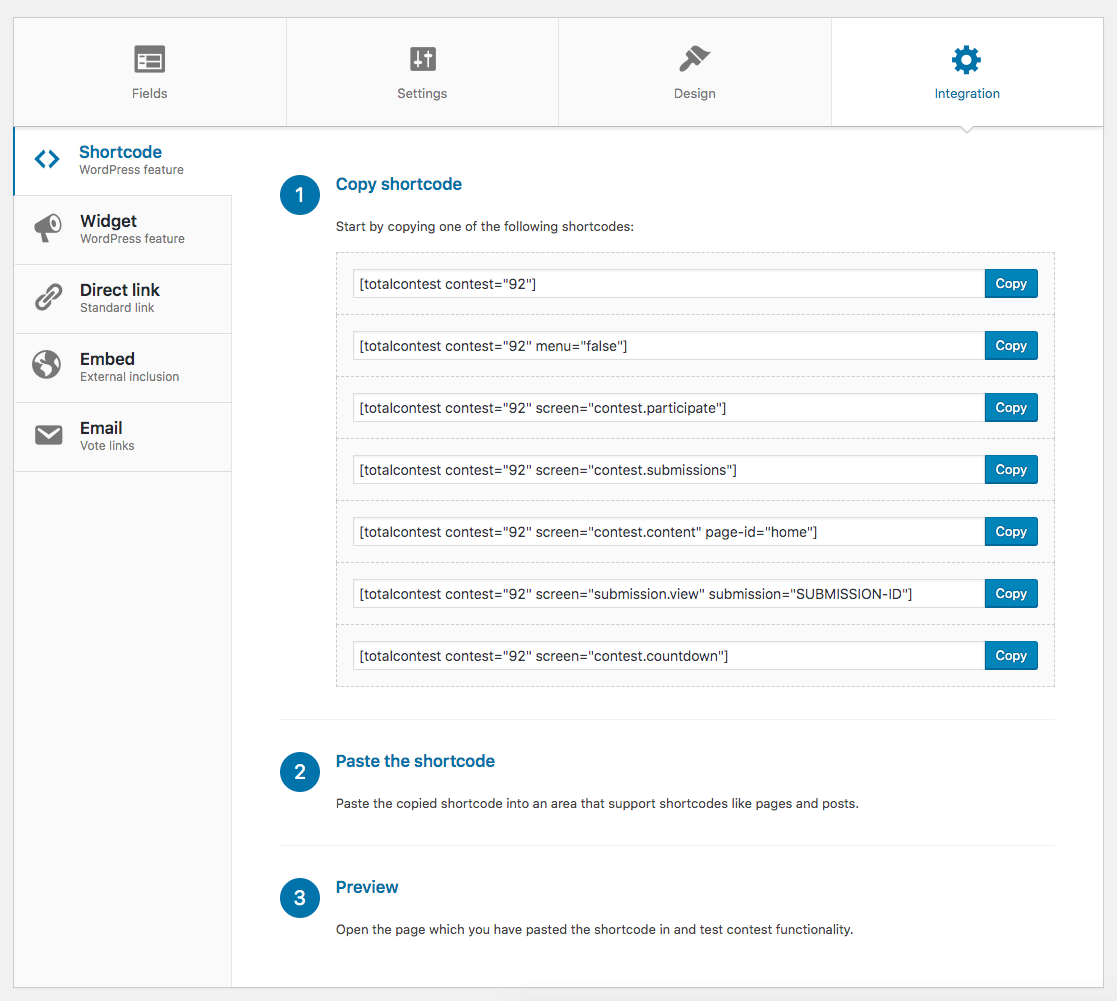 Fields
Settings
Design
Integration
Shortcode
WordPress feature
Widget
WordPress feature
Direct link
Standard link
Embed
External inclusion
Email
Vote links
1
Copy shortcode
Start by copying one of the following shortcodes:
[totalcontest contest="92"]
Copy
[totalcontest contest="92" menu="false"]
Copy
[totalcontest contest="92" screen="contest.participate"]
Copy
[totalcontest contest="92" screen="contest.submissions"]
Copy
[totalcontest contest="92" screen="contest.content" page-id="home"]
Copy
[totalcontest contest="92" screen="submission.view" submission="SUBMISSION-ID"]
Copy
[totalcontest contest="92" screen="contest.countdown"]
Copy
2
Paste the shortcode
Paste the copied shortcode into an area that support shortcodes like pages and posts.
3
Preview
Open the page which you have pasted the shortcode in and test contest functionality.